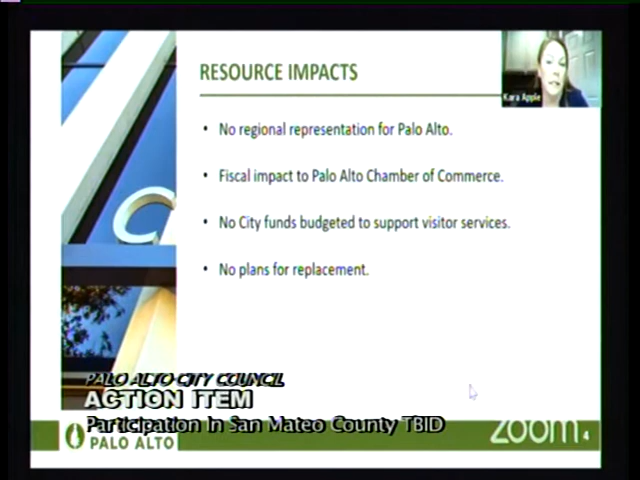 RESOURCE IMPACTS
Kara Apple
• No regional representation for Palo Alto.
• Fiscal impact to Palo Alto Chamber of Commerce.
• No City funds budgeted to support visitor services.
• No plans for replacement.
C
PALO ALTO CITY COUNCIL
ACTION ITEM
Participation in San Mateo County TBID
PALO ALTO
zoom 4